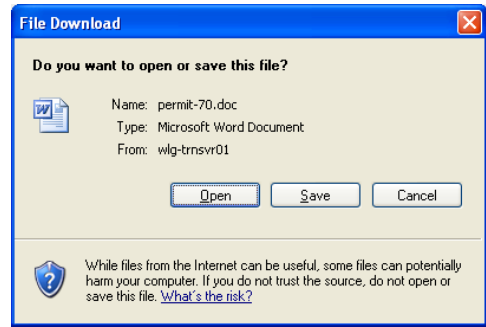 File Download
Do you want to open or save this file?
Name: permit-70.doc
Type: Microsoft Word Document
From: wlg-trnsvr01
Open Save Cancel
While files from the Internet can be useful, some files can potentially
harm your computer. If you do not trust the source, do not open or
save this file. What's the risk?